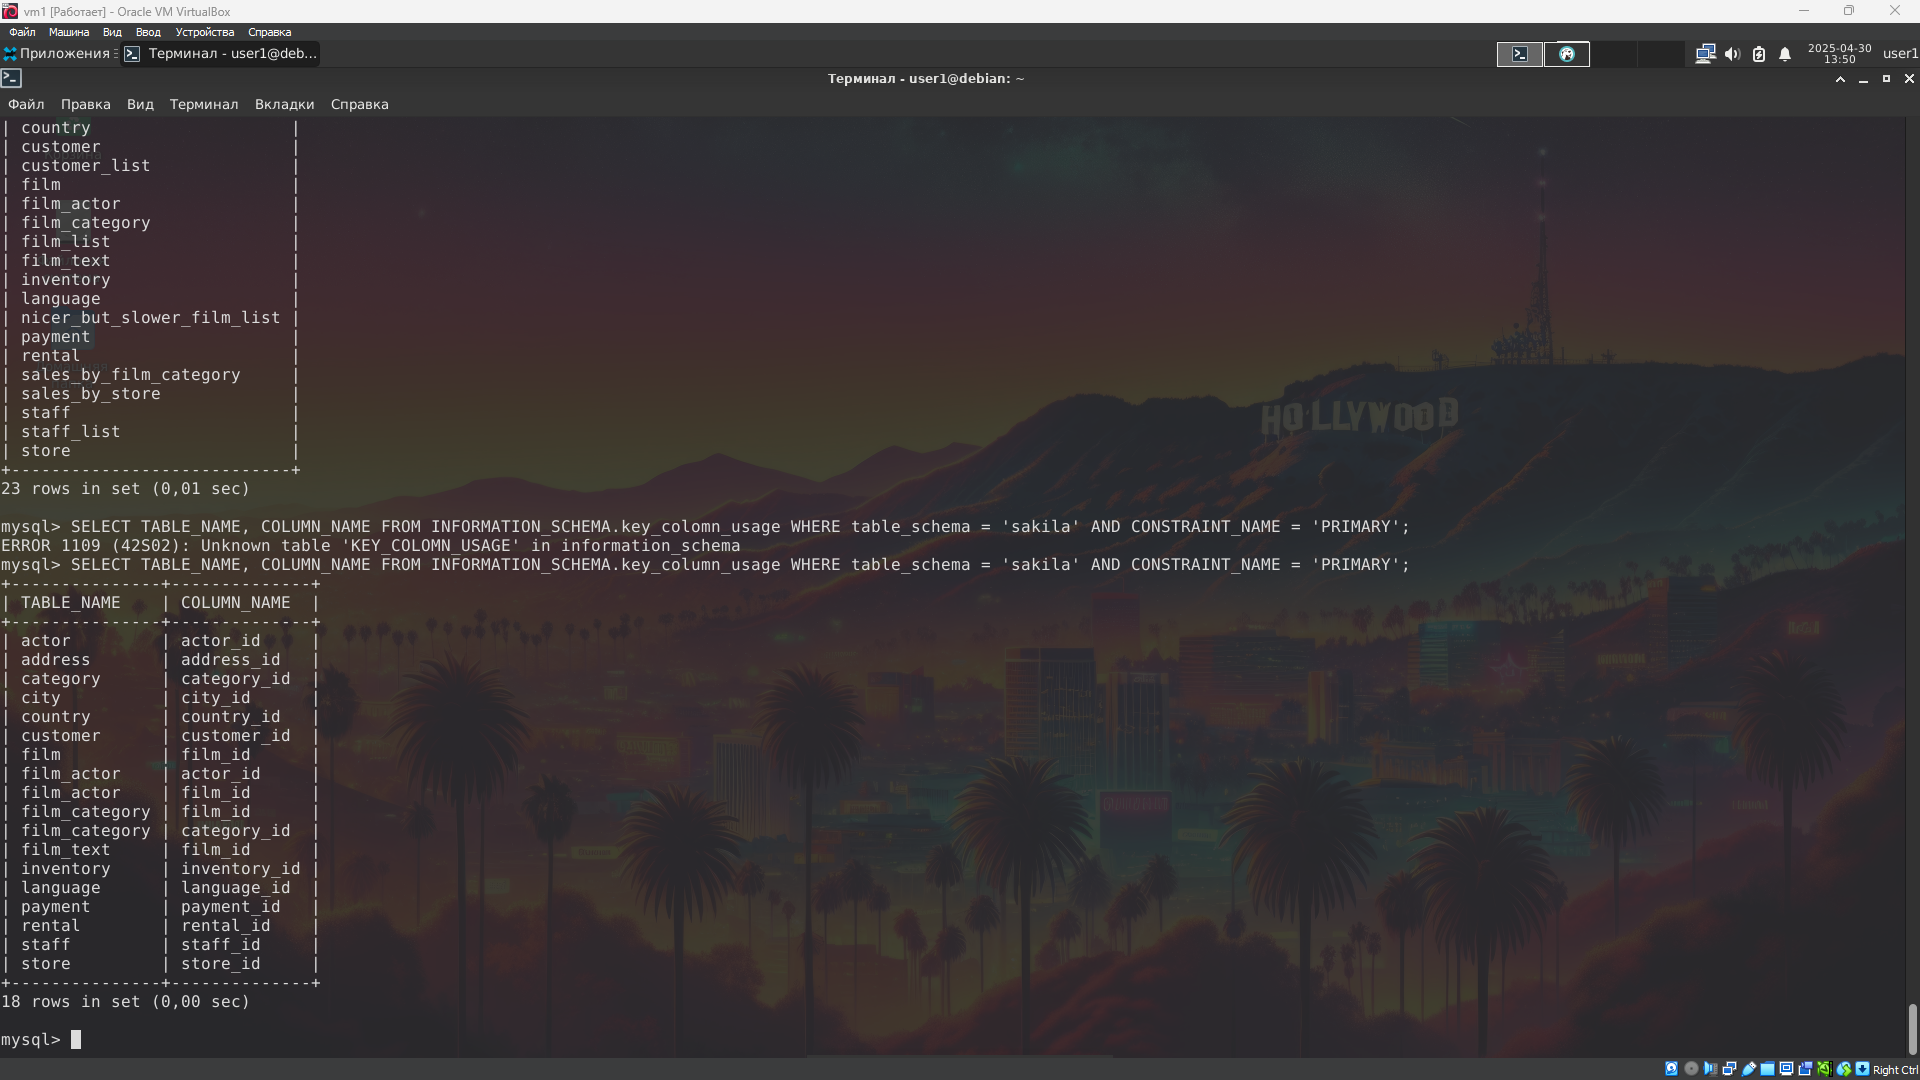 vm1 [Работает] - Oracle VM VirtualBox
Файл Машина Вид Ввод Устройства Справка
Приложения Терминал - user1@deb... 2025-04-30 13:50 user1
Терминал - user1@debian: ~
Файл Правка Вид Терминал Вкладки Справка
| country |
| customer |
| customer_list |
| film |
| film_actor |
| film_category |
| film_list |
| film_text |
| inventory |
| language |
| nicer_but_slower_film_list |
| payment |
| rental |
| sales_by_film_category |
| sales_by_store |
| staff |
| staff_list |
| store |
+----------------------------+
23 rows in set (0,01 sec)
mysql> SELECT TABLE_NAME, COLUMN_NAME FROM INFORMATION_SCHEMA.key_colomn_usage WHERE table_schema = 'sakila' AND CONSTRAINT_NAME = 'PRIMARY';
ERROR 1109 (42S02): Unknown table 'KEY_COLOMN_USAGE' in information_schema
mysql> SELECT TABLE_NAME, COLUMN_NAME FROM INFORMATION_SCHEMA.key_column_usage WHERE table_schema = 'sakila' AND CONSTRAINT_NAME = 'PRIMARY';
+---------------+--------------+
| TABLE_NAME | COLUMN_NAME |
+---------------+--------------+
| actor | actor_id |
| address | address_id |
| category | category_id |
| city | city_id |
| country | country_id |
| customer | customer_id |
| film | film_id |
| film_actor | actor_id |
| film_actor | film_id |
| film_category | film_id |
| film_category | category_id |
| film_text | film_id |
| inventory | inventory_id |
| language | language_id |
| payment | payment_id |
| rental | rental_id |
| staff | staff_id |
| store | store_id |
+---------------+--------------+
18 rows in set (0,00 sec)
mysql>
HOLLYWOOD
Right Ctrl